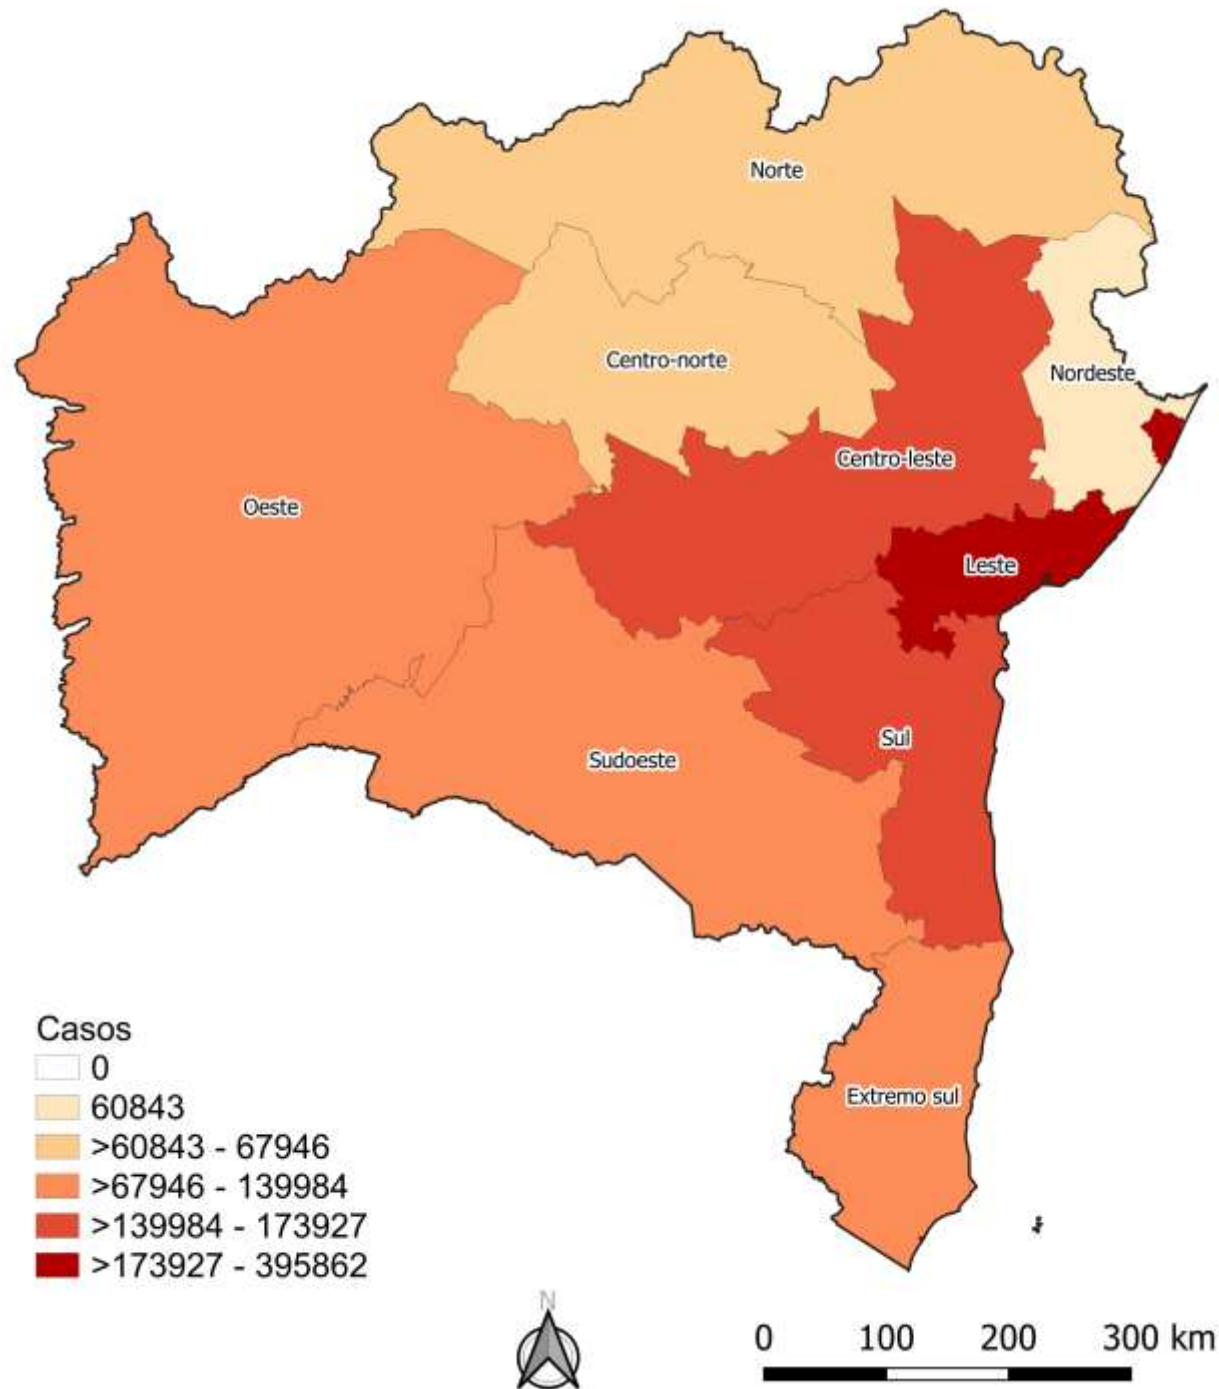 Norte
Centro-norte
Nordeste
Centro-leste
Oeste
Leste
Sul
Sudoeste
Extremo sul
Casos
0
60843
>60843 - 67946
>67946 - 139984
>139984 - 173927
>173927 - 395862
N
0 100 200 300 km